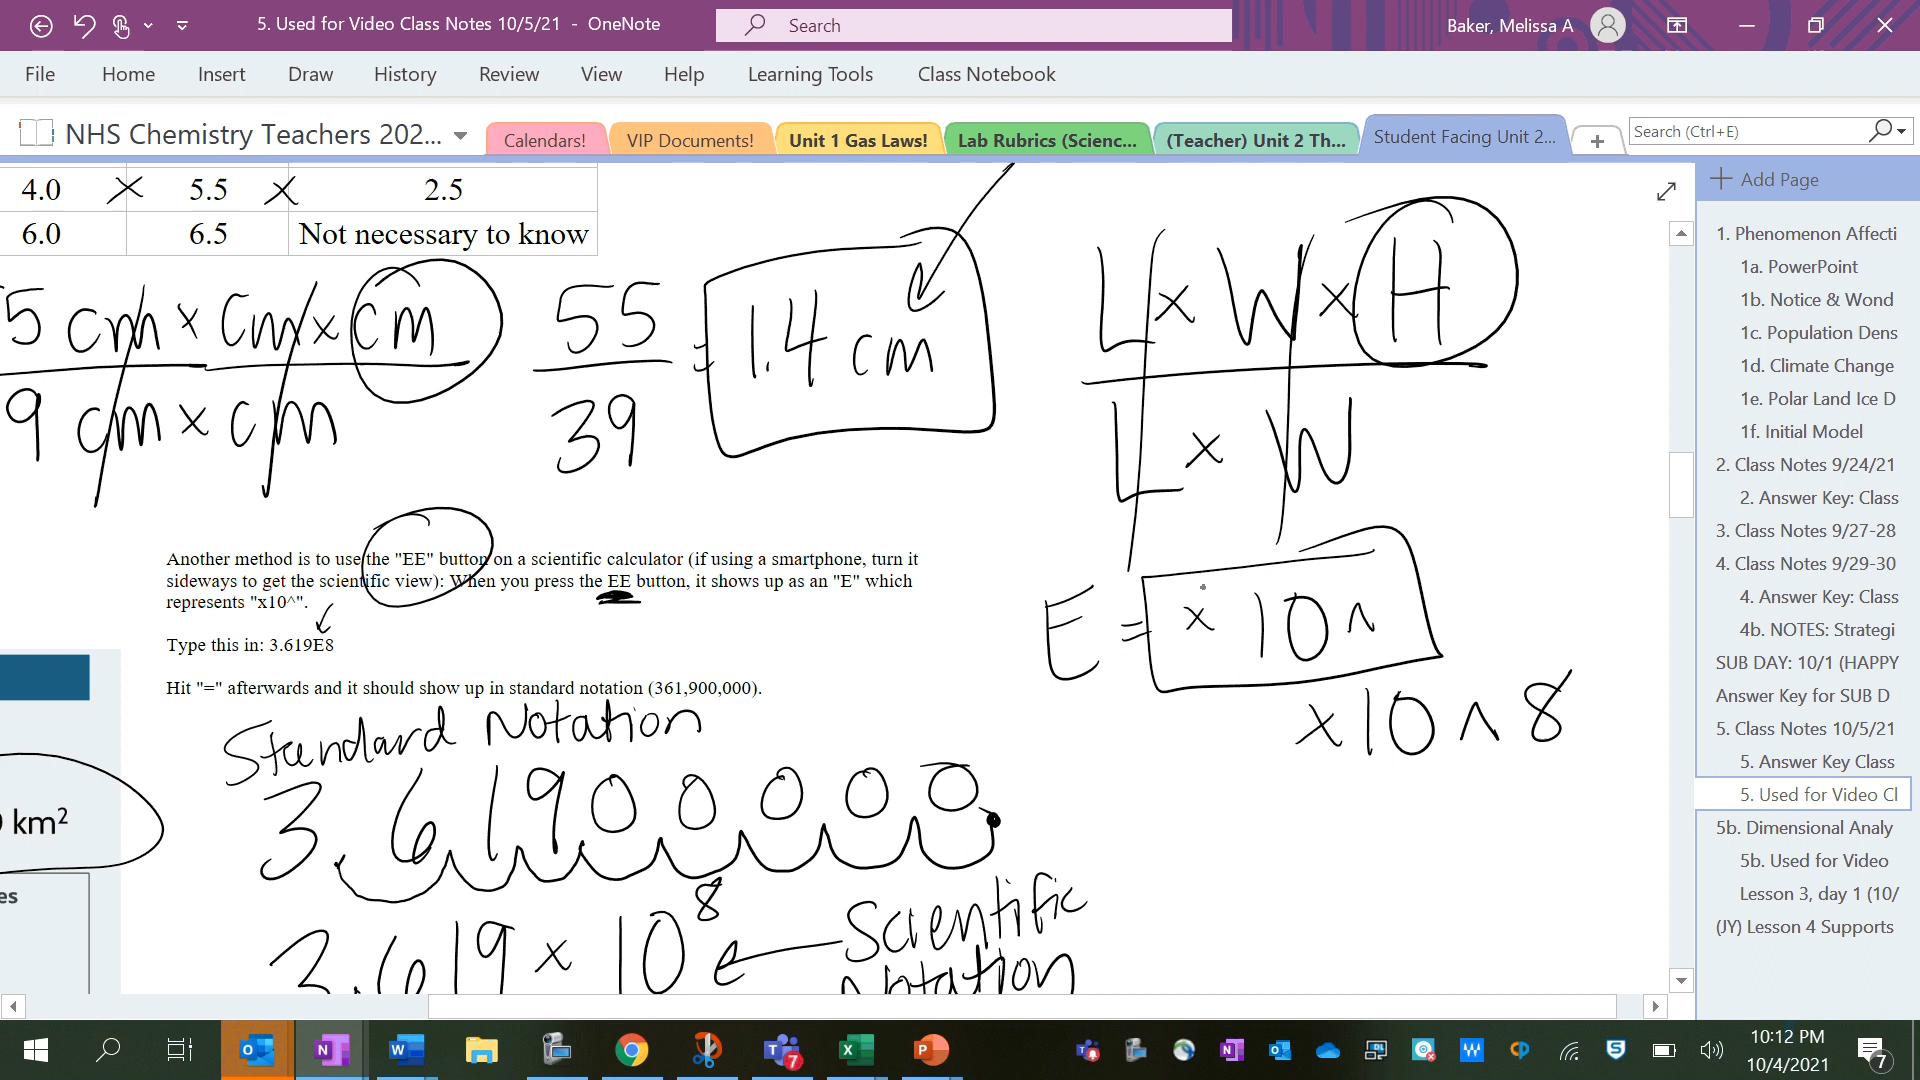 5. Used for Video Class Notes 10/5/21 - OneNote
Search
Baker, Melissa A
File Home Insert Draw History Review View Help Learning Tools Class Notebook
NHS Chemistry Teachers 202...
Calendars!
VIP Documents!
Unit 1 Gas Laws!
Lab Rubrics (Scienc...
(Teacher) Unit 2 Th...
Student Facing Unit 2...
Search (Ctrl+E)
4.0 x 5.5 x 2.5
6.0 6.5 Not necessary to know
5 cm x cm x cm
9 cm x cm
55
39
= 1.4 cm
L x W x H
L x W
Another method is to use the "EE" button on a scientific calculator (if using a smartphone, turn it
sideways to get the scientific view): When you press the EE button, it shows up as an "E" which
represents "x10^".
Type this in: 3.619E8
Hit "=" afterwards and it should show up in standard notation (361,900,000).
E = x 10 ^
x10 ^ 8
Standard Notation
3.61900000.
3.619 x 10⁸
Scientific
Notation
km²
es
Add Page
1. Phenomenon Affecti
1a. PowerPoint
1b. Notice & Wond
1c. Population Dens
1d. Climate Change
1e. Polar Land Ice D
1f. Initial Model
2. Class Notes 9/24/21
2. Answer Key: Class
3. Class Notes 9/27-28
4. Class Notes 9/29-30
4. Answer Key: Class
4b. NOTES: Strategi
SUB DAY: 10/1 (HAPPY
Answer Key for SUB D
5. Class Notes 10/5/21
5. Answer Key Class
5. Used for Video Cl
5b. Dimensional Analy
5b. Used for Video
Lesson 3, day 1 (10/
(JY) Lesson 4 Supports
10:12 PM
10/4/2021
7
7